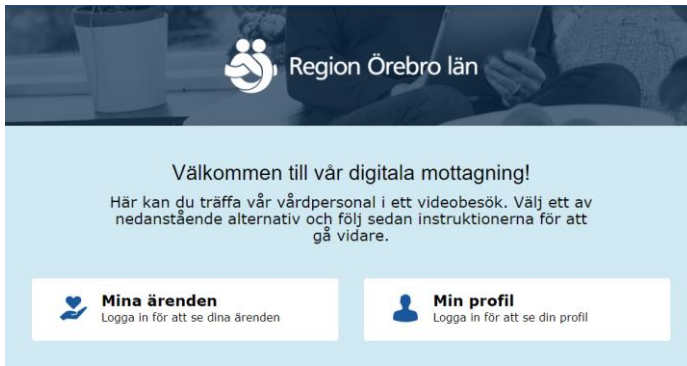 Region Örebro län
Välkommen till vår digitala mottagning!
Här kan du träffa vår vårdpersonal i ett videobesök. Välj ett av
nedanstående alternativ och följ sedan instruktionerna för att
gå vidare.
Mina ärenden
Logga in för att se dina ärenden
Min profil
Logga in för att se din profil